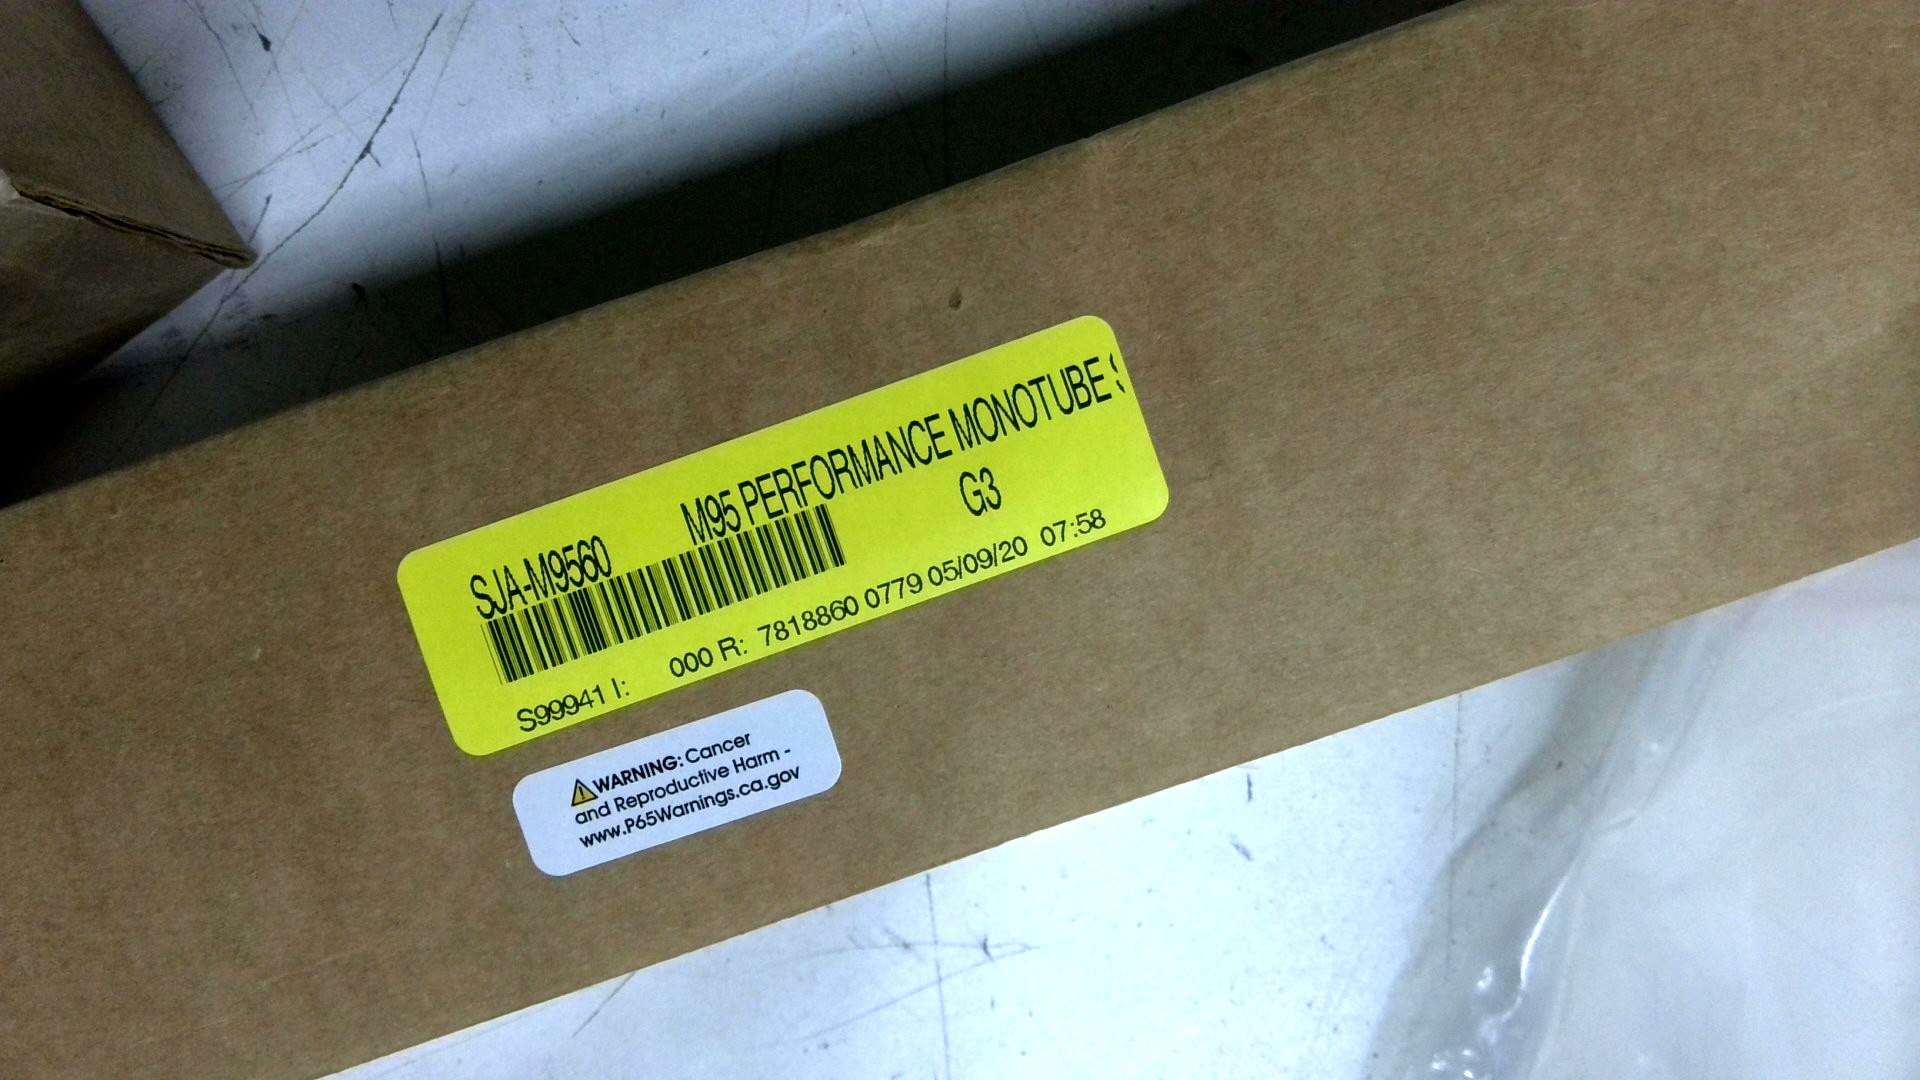 SJA-M9560 M95 PERFORMANCE MONOTUBE
G3
S99941 I: 000 R: 7818860 0779 05/09/20 07:58
WARNING: Cancer
and Reproductive Harm -
www.P65Warnings.ca.gov